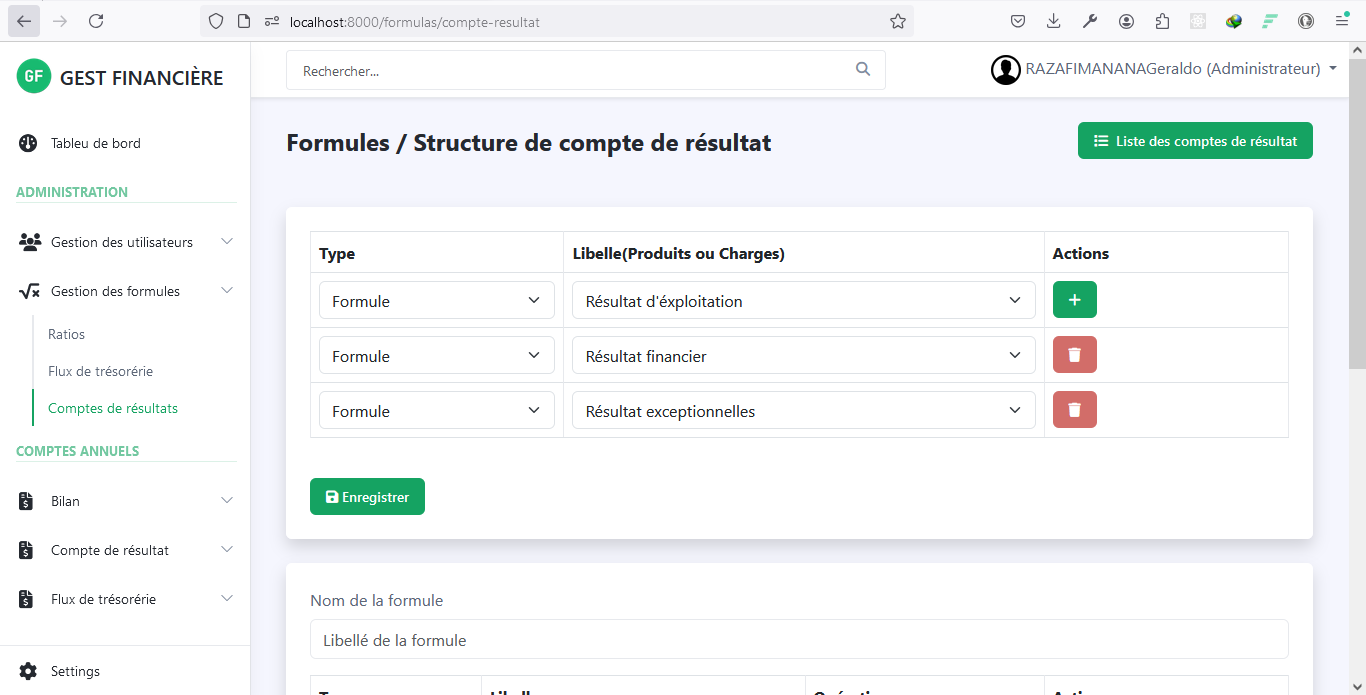 localhost:8000/formulas/compte-resultat
GF GEST FINANCIÈRE
Rechercher...
RAZAFIMANANAGeraldo (Administrateur)
Tableu de bord
ADMINISTRATION
Gestion des utilisateurs
Gestion des formules
Ratios
Flux de trésorérie
Comptes de résultats
COMPTES ANNUELS
Bilan
Compte de résultat
Flux de trésorérie
Settings
Formules / Structure de compte de résultat
Liste des comptes de résultat
Type Libelle(Produits ou Charges) Actions
Formule Résultat d'éxploitation +
Formule Résultat financier
Formule Résultat exceptionnelles
Enregistrer
Nom de la formule
Libellé de la formule